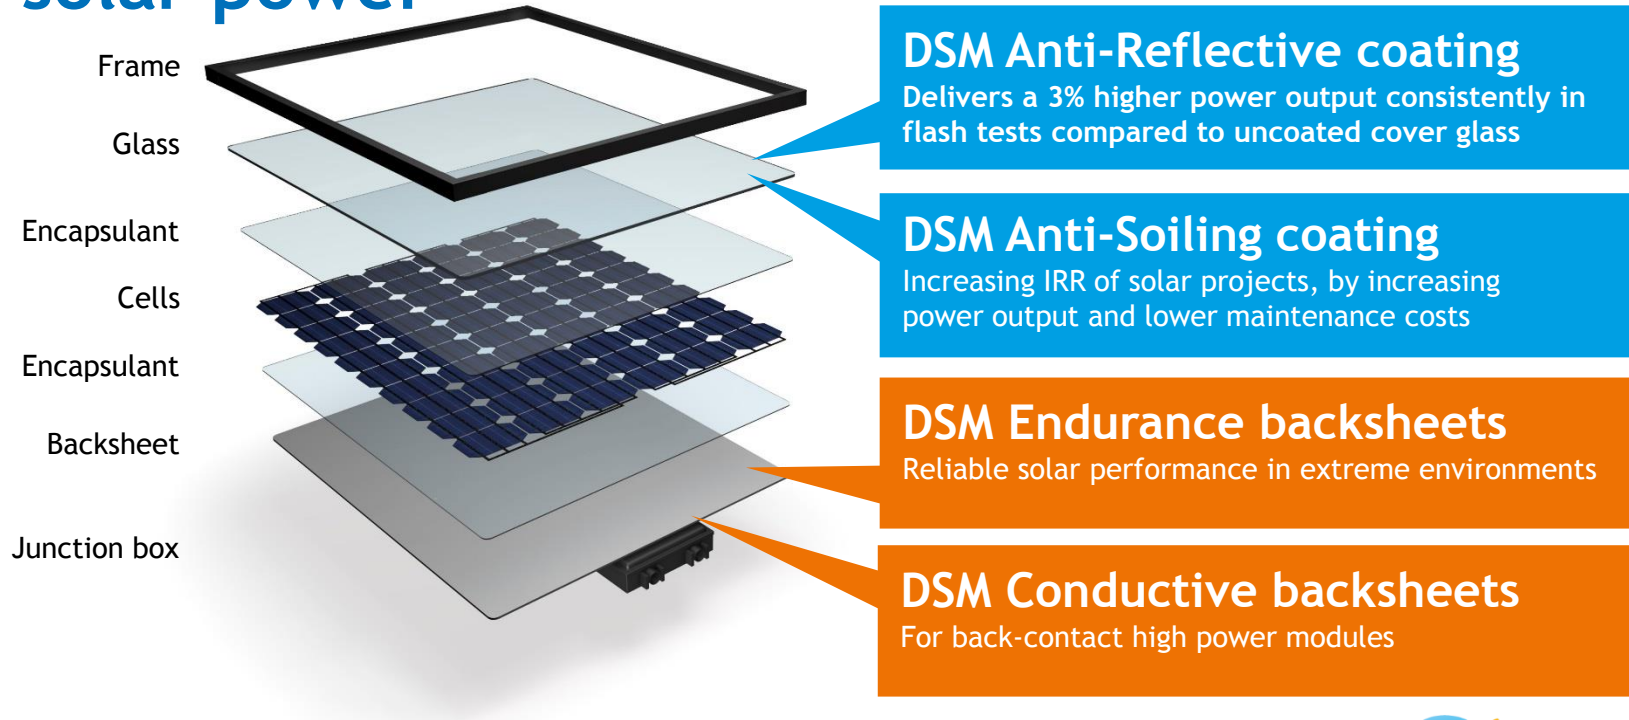 solar power
Frame
Glass
Encapsulant
Cells
Encapsulant
Backsheet
Junction box
DSM Anti-Reflective coating
Delivers a 3% higher power output consistently in
flash tests compared to uncoated cover glass
DSM Anti-Soiling coating
Increasing IRR of solar projects, by increasing
power output and lower maintenance costs
DSM Endurance backsheets
Reliable solar performance in extreme environments
DSM Conductive backsheets
For back-contact high power modules